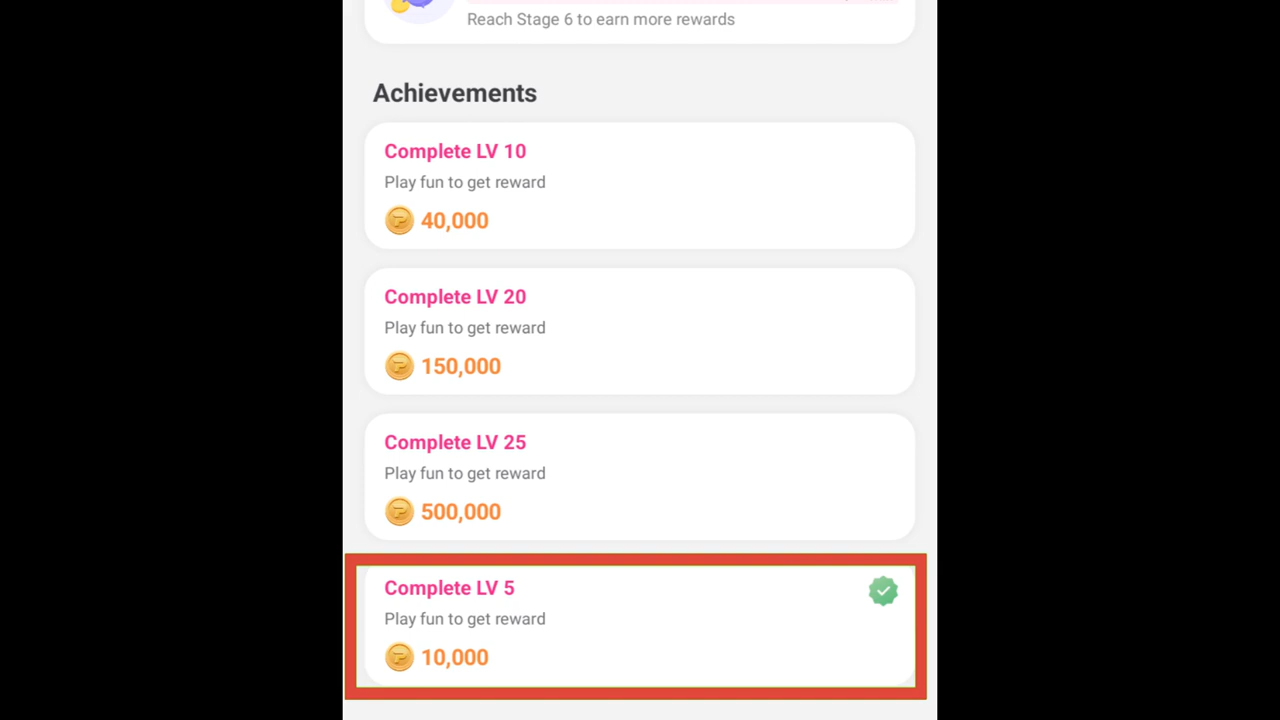 Reach Stage 6 to earn more rewards
Achievements
Complete LV 10
Play fun to get reward
40,000
Complete LV 20
Play fun to get reward
150,000
Complete LV 25
Play fun to get reward
500,000
Complete LV 5
Play fun to get reward
10,000